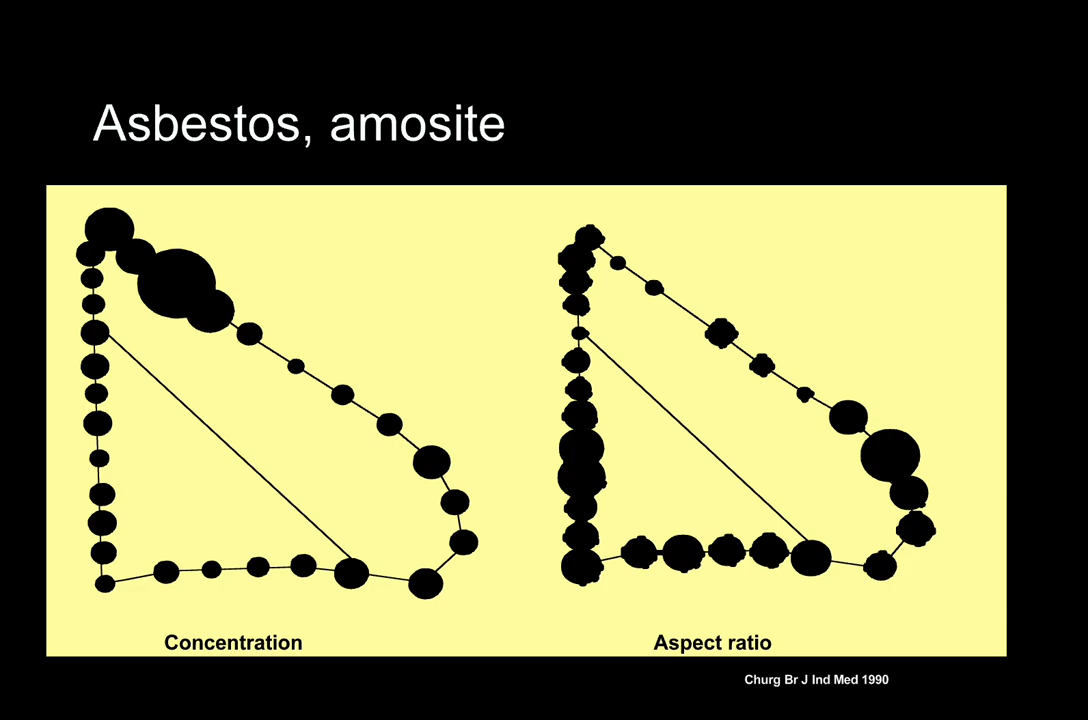 Asbestos, amosite
Concentration
Aspect ratio
Churg Br J Ind Med 1990